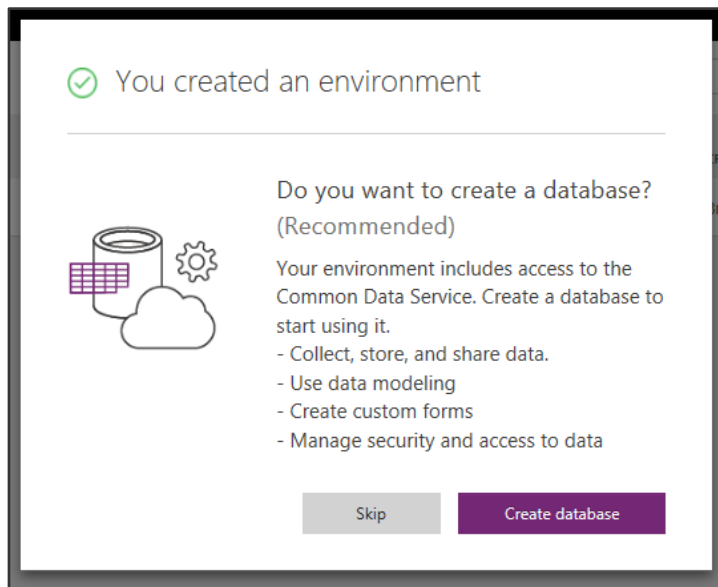 You created an environment
Do you want to create a database?
(Recommended)
Your environment includes access to the
Common Data Service. Create a database to
start using it.
- Collect, store, and share data.
- Use data modeling
- Create custom forms
- Manage security and access to data
Skip
Create database